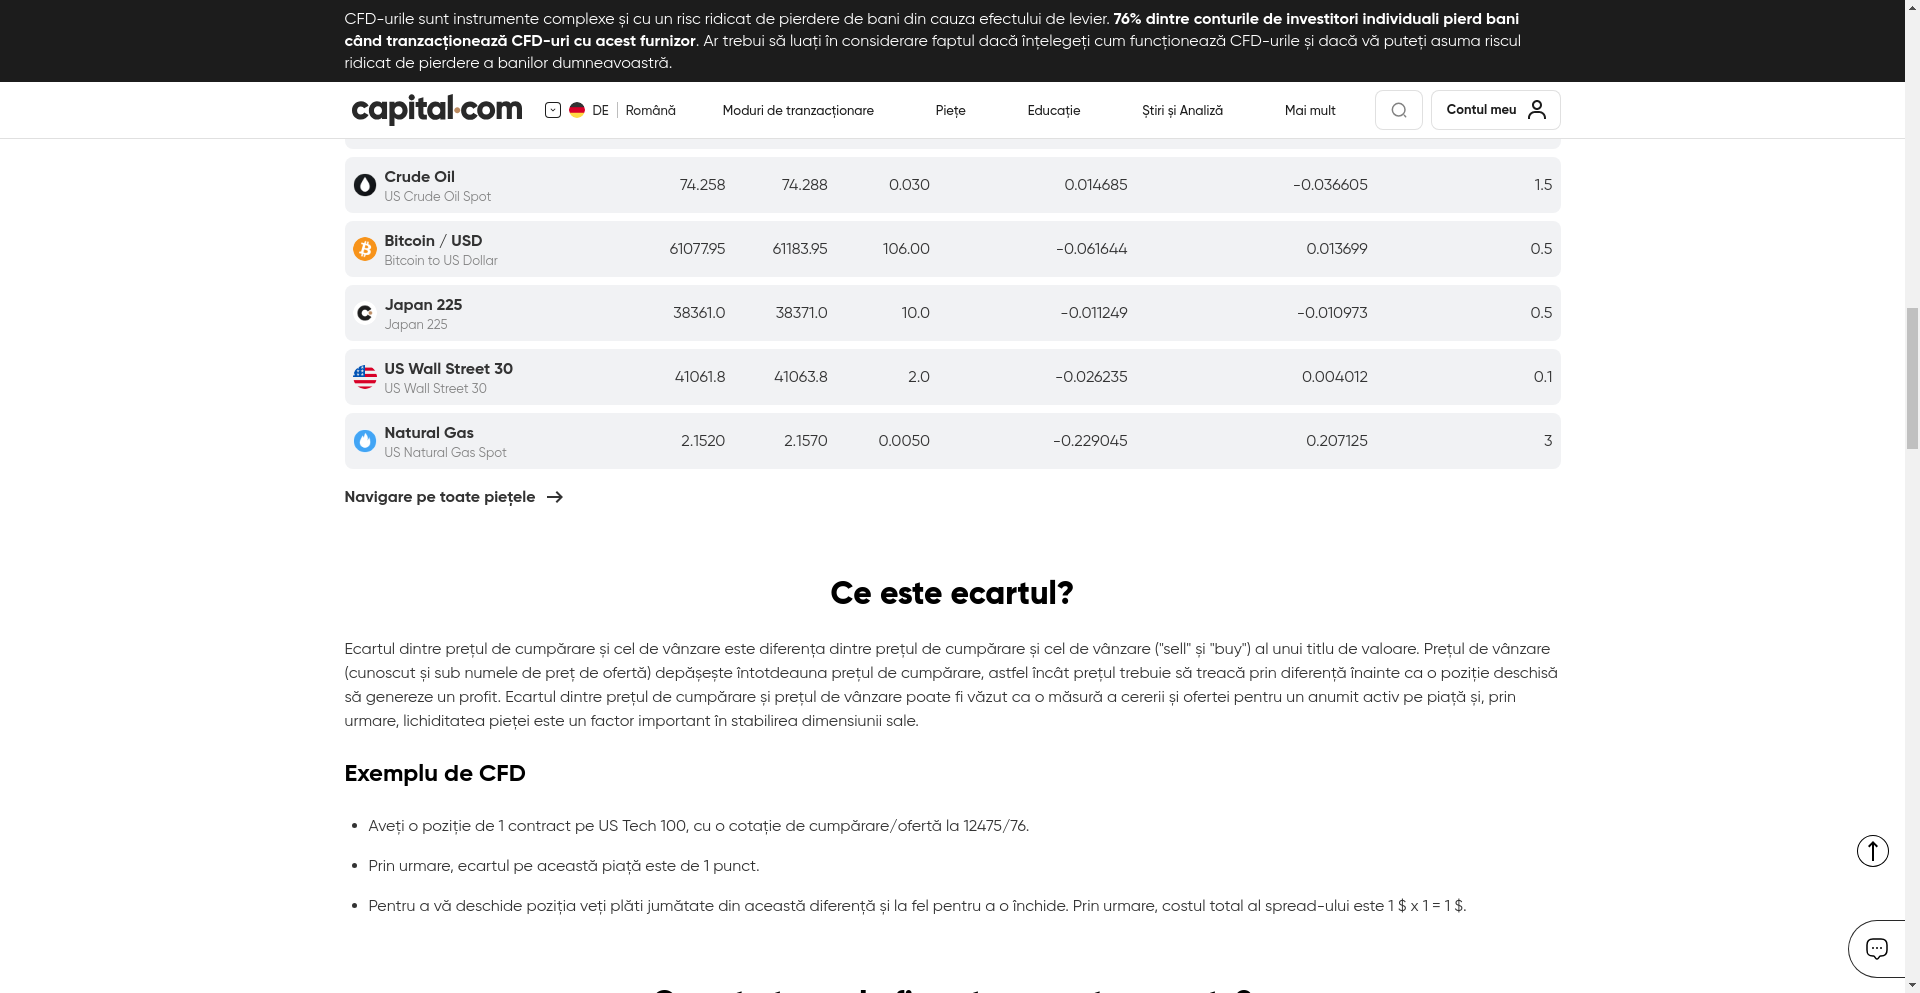 CFD-urile sunt instrumente complexe și cu un risc ridicat de pierdere de bani din cauza efectului de levier. 76% dintre conturile de investitori individuali pierd bani
când tranzacționează CFD-uri cu acest furnizor. Ar trebui să luați în considerare faptul dacă înțelegeți cum funcționează CFD-urile și dacă vă puteți asuma riscul
ridicat de pierdere a banilor dumneavoastră.
capital.com DE Română Moduri de tranzacționare Piețe Educație Știri și Analiză Mai mult Contul meu
Crude Oil
US Crude Oil Spot
74.258 74.288 0.030 0.014685 -0.036605 1.5
Bitcoin / USD
Bitcoin to US Dollar
61077.95 61183.95 106.00 -0.061644 0.013699 0.5
Japan 225
Japan 225
38361.0 38371.0 10.0 -0.011249 -0.010973 0.5
US Wall Street 30
US Wall Street 30
41061.8 41063.8 2.0 -0.026235 0.004012 0.1
Natural Gas
US Natural Gas Spot
2.1520 2.1570 0.0050 -0.229045 0.207125 3
Navigare pe toate piețele
Ce este ecartul?
Ecartul dintre prețul de cumpărare și cel de vânzare este diferența dintre prețul de cumpărare și cel de vânzare ("sell" și "buy") al unui titlu de valoare. Prețul de vânzare
(cunoscut și sub numele de preț de ofertă) depășește întotdeauna prețul de cumpărare, astfel încât prețul trebuie să treacă prin diferență înainte ca o poziție deschisă
să genereze un profit. Ecartul dintre prețul de cumpărare și prețul de vânzare poate fi văzut ca o măsură a cererii și ofertei pentru un anumit activ pe piață și, prin
urmare, lichiditatea pieței este un factor important în stabilirea dimensiunii sale.
Exemplu de CFD
• Aveți o poziție de 1 contract pe US Tech 100, cu o cotație de cumpărare/ofertă la 12475/76.
• Prin urmare, ecartul pe această piață este de 1 punct.
• Pentru a vă deschide poziția veți plăti jumătate din această diferență și la fel pentru a o închide. Prin urmare, costul total al spread-ului este 1 $ x 1 = 1 $.